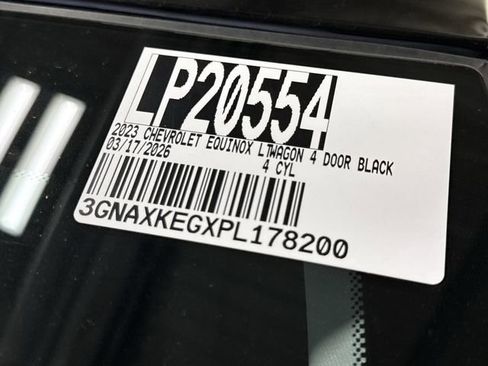 LP20554
2023 CHEVROLET EQUINOX LTWAGON 4 DOOR BLACK
03/17/2026 4 CYL
3GNAXKEGXPL178200